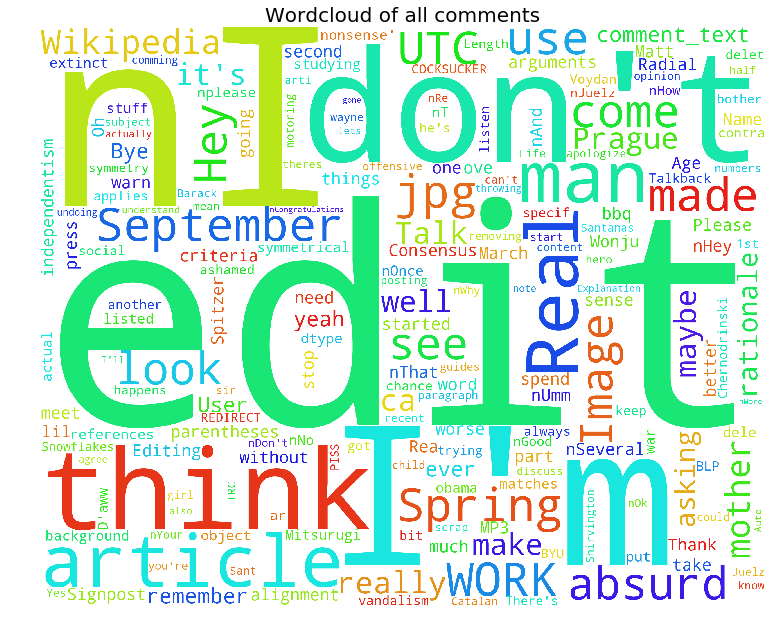 Wordcloud of all comments
Wikipedia
nonsense'
second
UTC
Length
use
comment_text
extinct
comming
it's
studying
COCKSUCKER
arguments
Matt
Radial
delet
opinion
half
nI
don't
stuff
subject
actually
Oh
Bye
symmetry
warn
applies
nplease
arti
Hey
going
motoring
gone
wayne
lets
theres
nRe
nT
he's
listen
nAnd
Voydan
nJuelz
nHow
come
bother
Name
contra
Prague
Life
apologize
Age
Talkback
numbers
offensive
one
ove
man
made
things
can't
throwing
independentism
undoing
understand
Barack
mean
nCongratulations
jpg
specif
bbq
Santanas
Please
September
press
social
symmetrical
criteria
ashamed
Talk
removing
Consensus
March
start
content
Wonju
hero
nHey
1st
edit
Real
another
listed
Spitzer
need
yeah
dtype
nOnce
posting
nWhy
note
Explanation
sense
well
started
see
maybe
better
Chernodrinski
rationale
actual
I'll
look
happens
sir
stop
nThat
guides
chance
word
paragraph
spend
nUmm
Image
keep
nWere
meet
User
REDIRECT
ca
recent
lil
references
parentheses
nDon't
nNo
worse
always
nGood
trying
war
dele
Snowflakes
Editing
without
PISS
got
Rea
part
nSeveral
agree
think
I'm
child
ever
obama
discuss
matches
asking
BLP
mother
D'aww
girl
also
TRC
ar
Spring
nOk
could
Auto
background
nYour
object
Mitsurugi
bit
scrap
MP3
much
make
BYU
Snirvington
put
Thank
take
article
you're
Sant
really
WORK
absurd
Juelz
know
Yes
Signpost
remember
alignment
vandalism
Catalan
There's